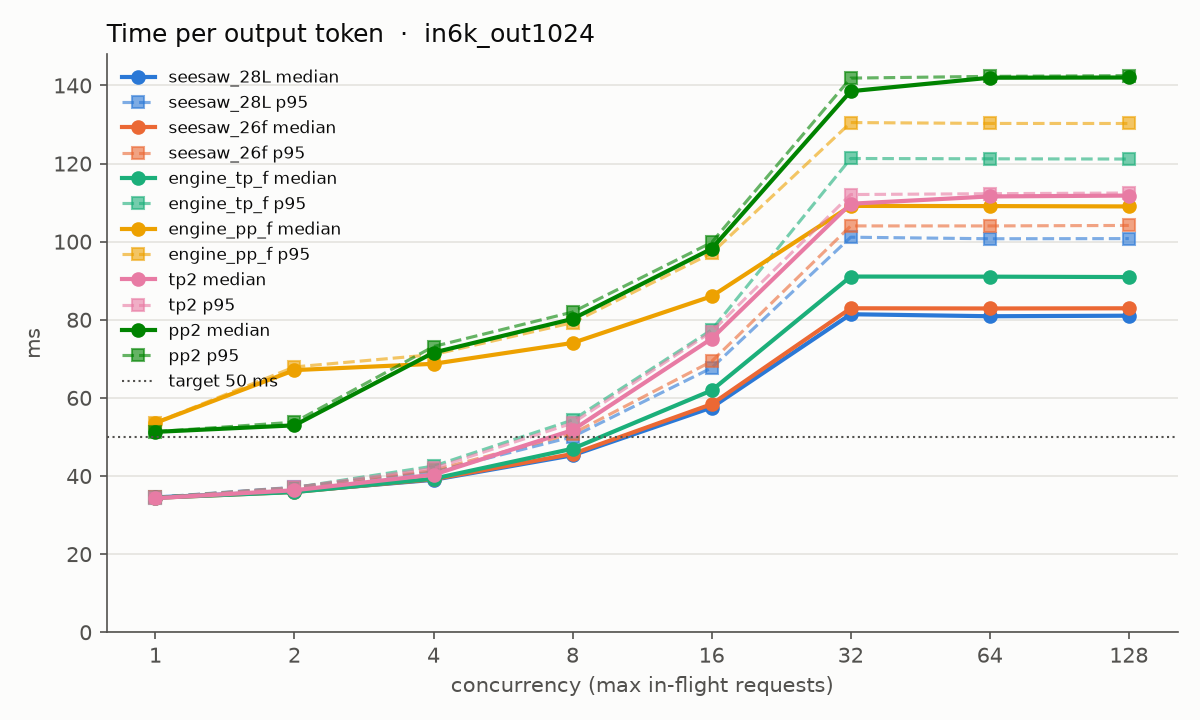 Time per output token · in6k_out1024
seesaw_28L median
seesaw_28L p95
seesaw_26f median
seesaw_26f p95
engine_tp_f median
engine_tp_f p95
engine_pp_f median
engine_pp_f p95
tp2 median
tp2 p95
pp2 median
pp2 p95
target 50 ms
ms
140
120
100
80
60
40
20
0
1 2 4 8 16 32 64 128
concurrency (max in-flight requests)